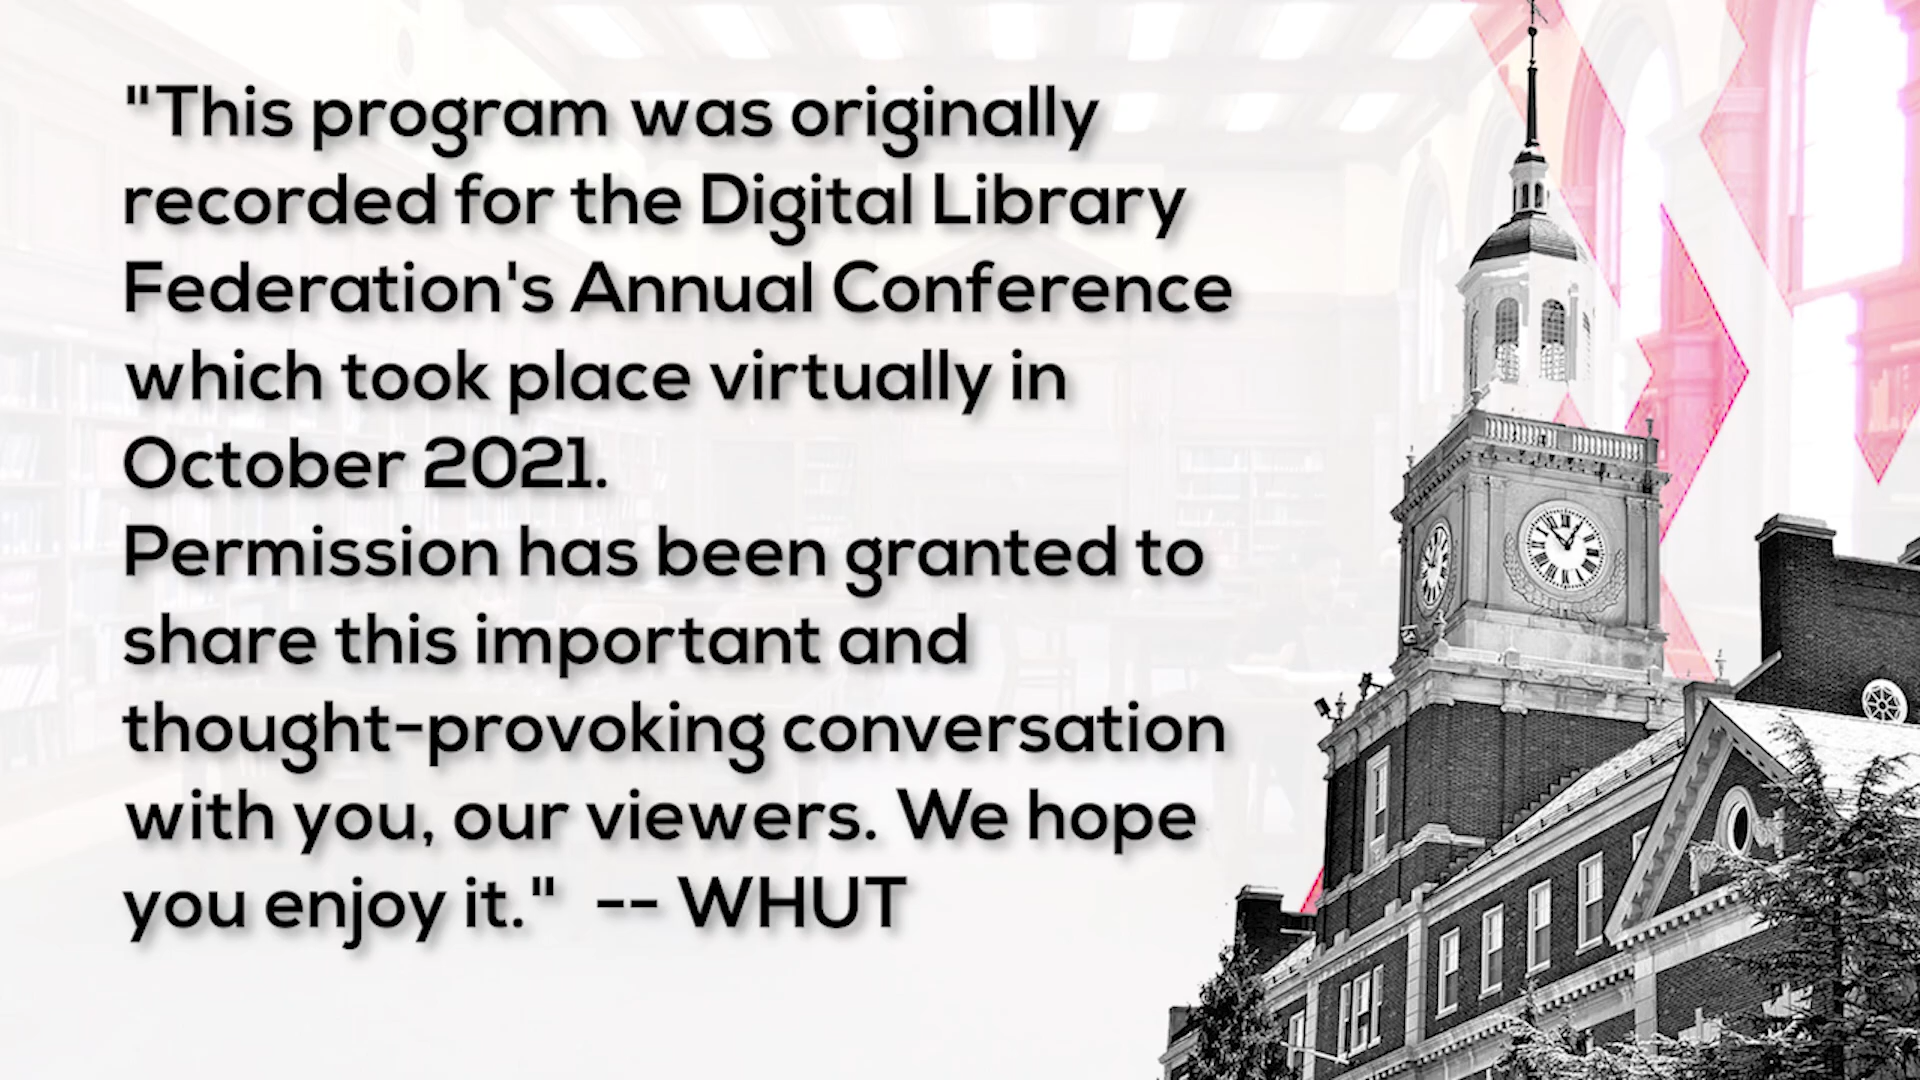 "This program was originally
recorded for the Digital Library
Federation's Annual Conference
which took place virtually in
October 2021.
Permission has been granted to
share this important and
thought-provoking conversation
with you, our viewers. We hope
you enjoy it."  -- WHUT